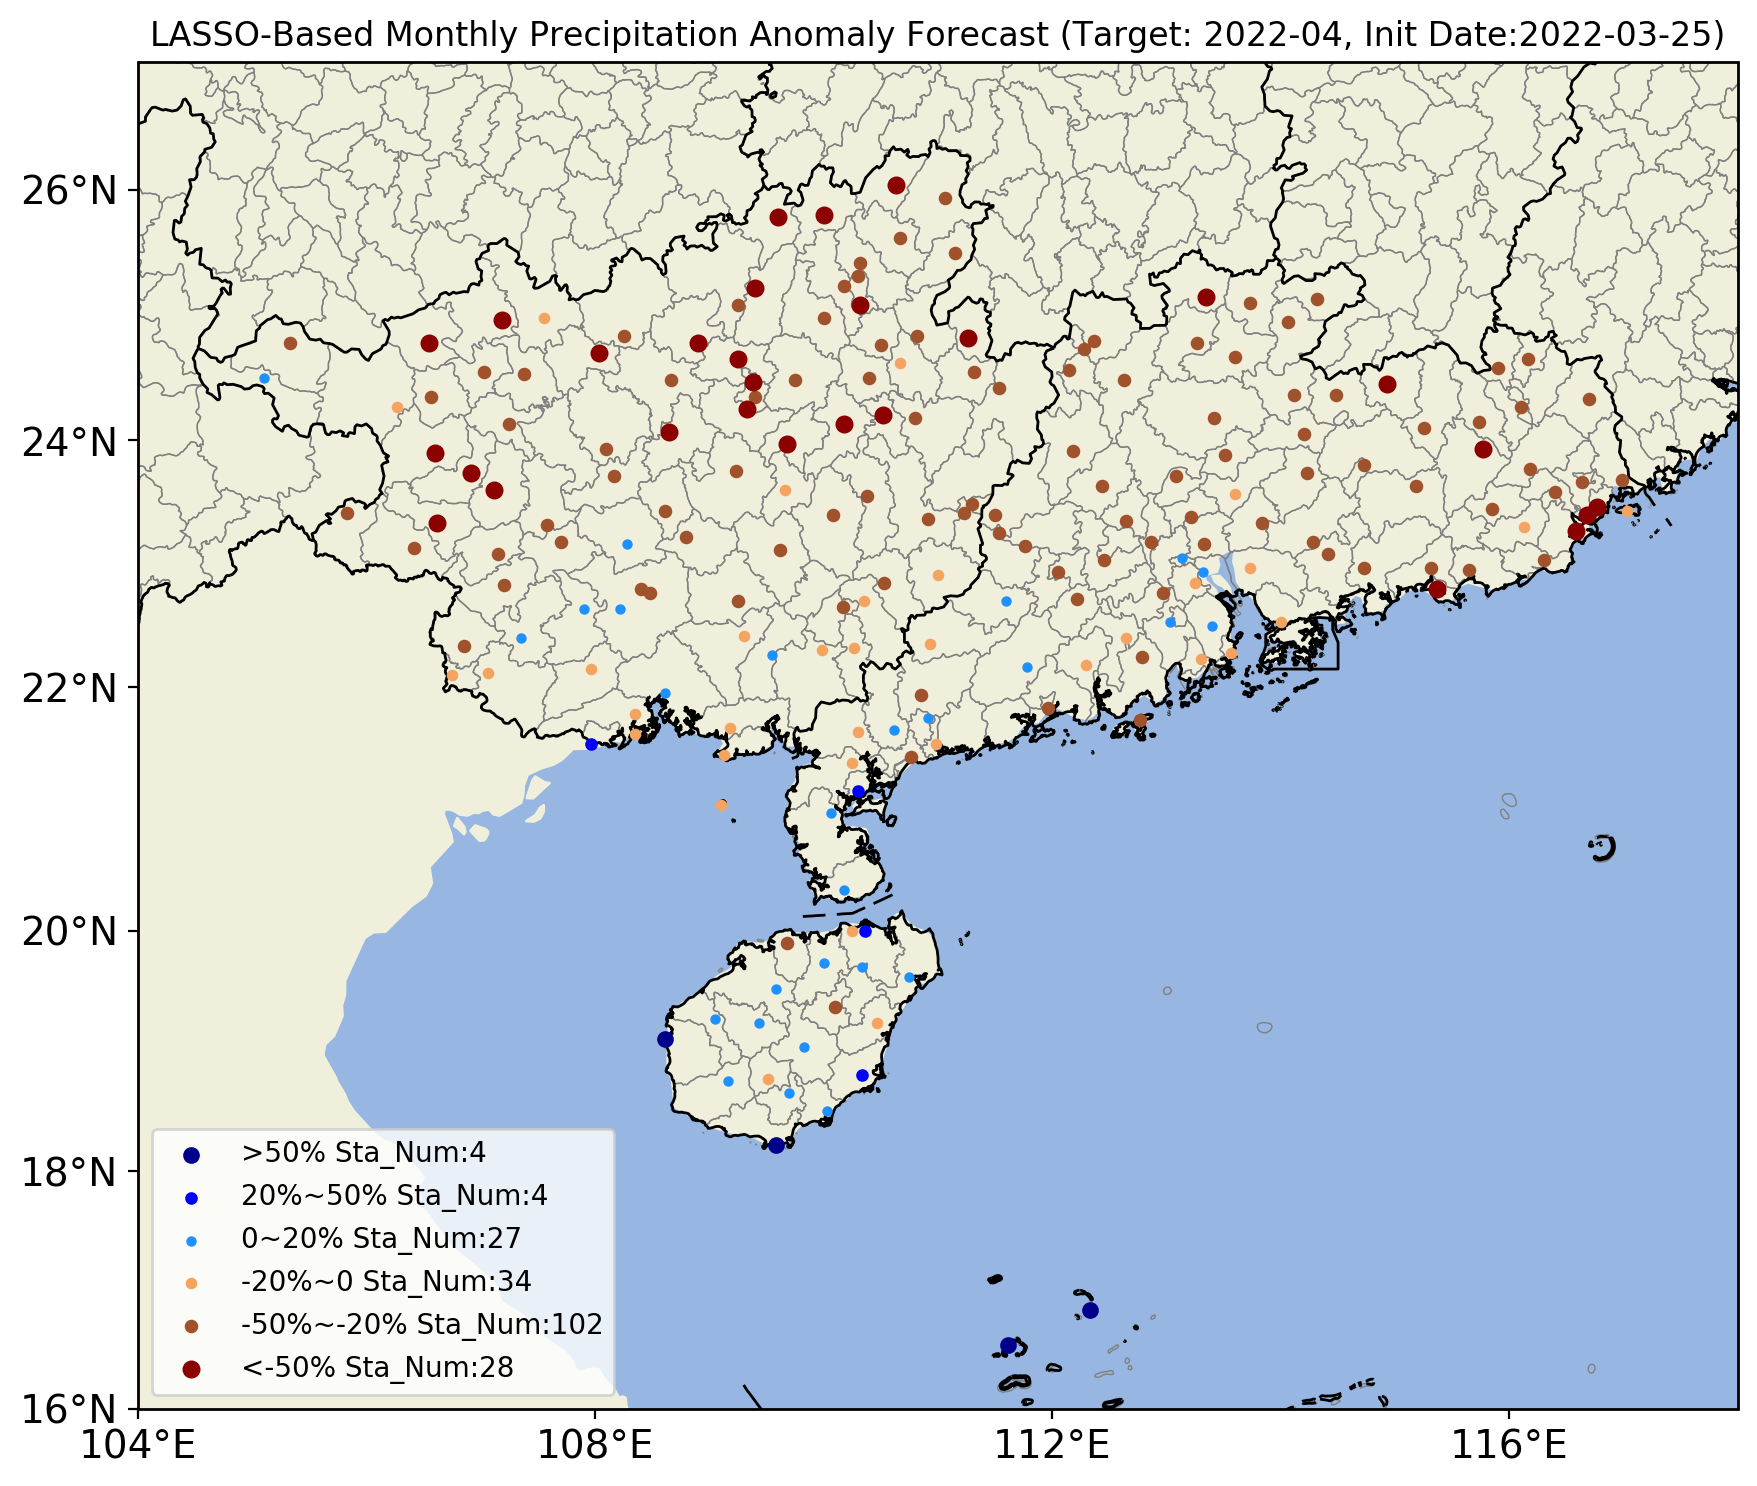 LASSO-Based Monthly Precipitation Anomaly Forecast (Target: 2022-04, Init Date:2022-03-25)
26°N
24°N
22°N
20°N
18°N
16°N
>50% Sta_Num:4
20%~50% Sta_Num:4
0~20% Sta_Num:27
-20%~0 Sta_Num:34
-50%~-20% Sta_Num:102
<-50% Sta_Num:28
104°E
108°E
112°E
116°E